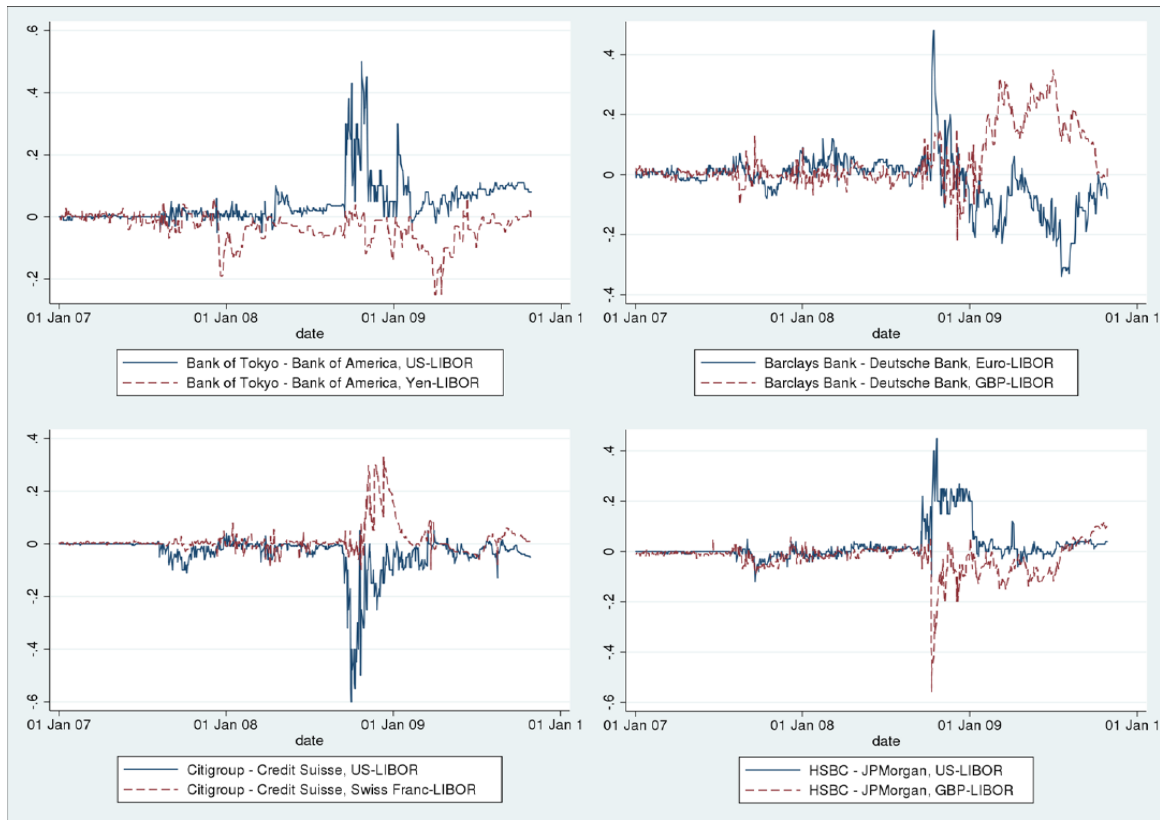 .6
.4
.2
0
-.2
01 Jan 07 01 Jan 08 01 Jan 09 01 Jan 1
date
Bank of Tokyo - Bank of America, US-LIBOR
Bank of Tokyo - Bank of America, Yen-LIBOR
.4
.2
0
-.2
-.4
01 Jan 07 01 Jan 08 01 Jan 09 01 Jan 1
date
Barclays Bank - Deutsche Bank, Euro-LIBOR
Barclays Bank - Deutsche Bank, GBP-LIBOR
.4
.2
0
-.2
-.4
-.6
01 Jan 07 01 Jan 08 01 Jan 09 01 Jan 1
date
Citigroup - Credit Suisse, US-LIBOR
Citigroup - Credit Suisse, Swiss Franc-LIBOR
.4
.2
0
-.2
-.4
-.6
01 Jan 07 01 Jan 08 01 Jan 09 01 Jan 1
date
HSBC - JPMorgan, US-LIBOR
HSBC - JPMorgan, GBP-LIBOR